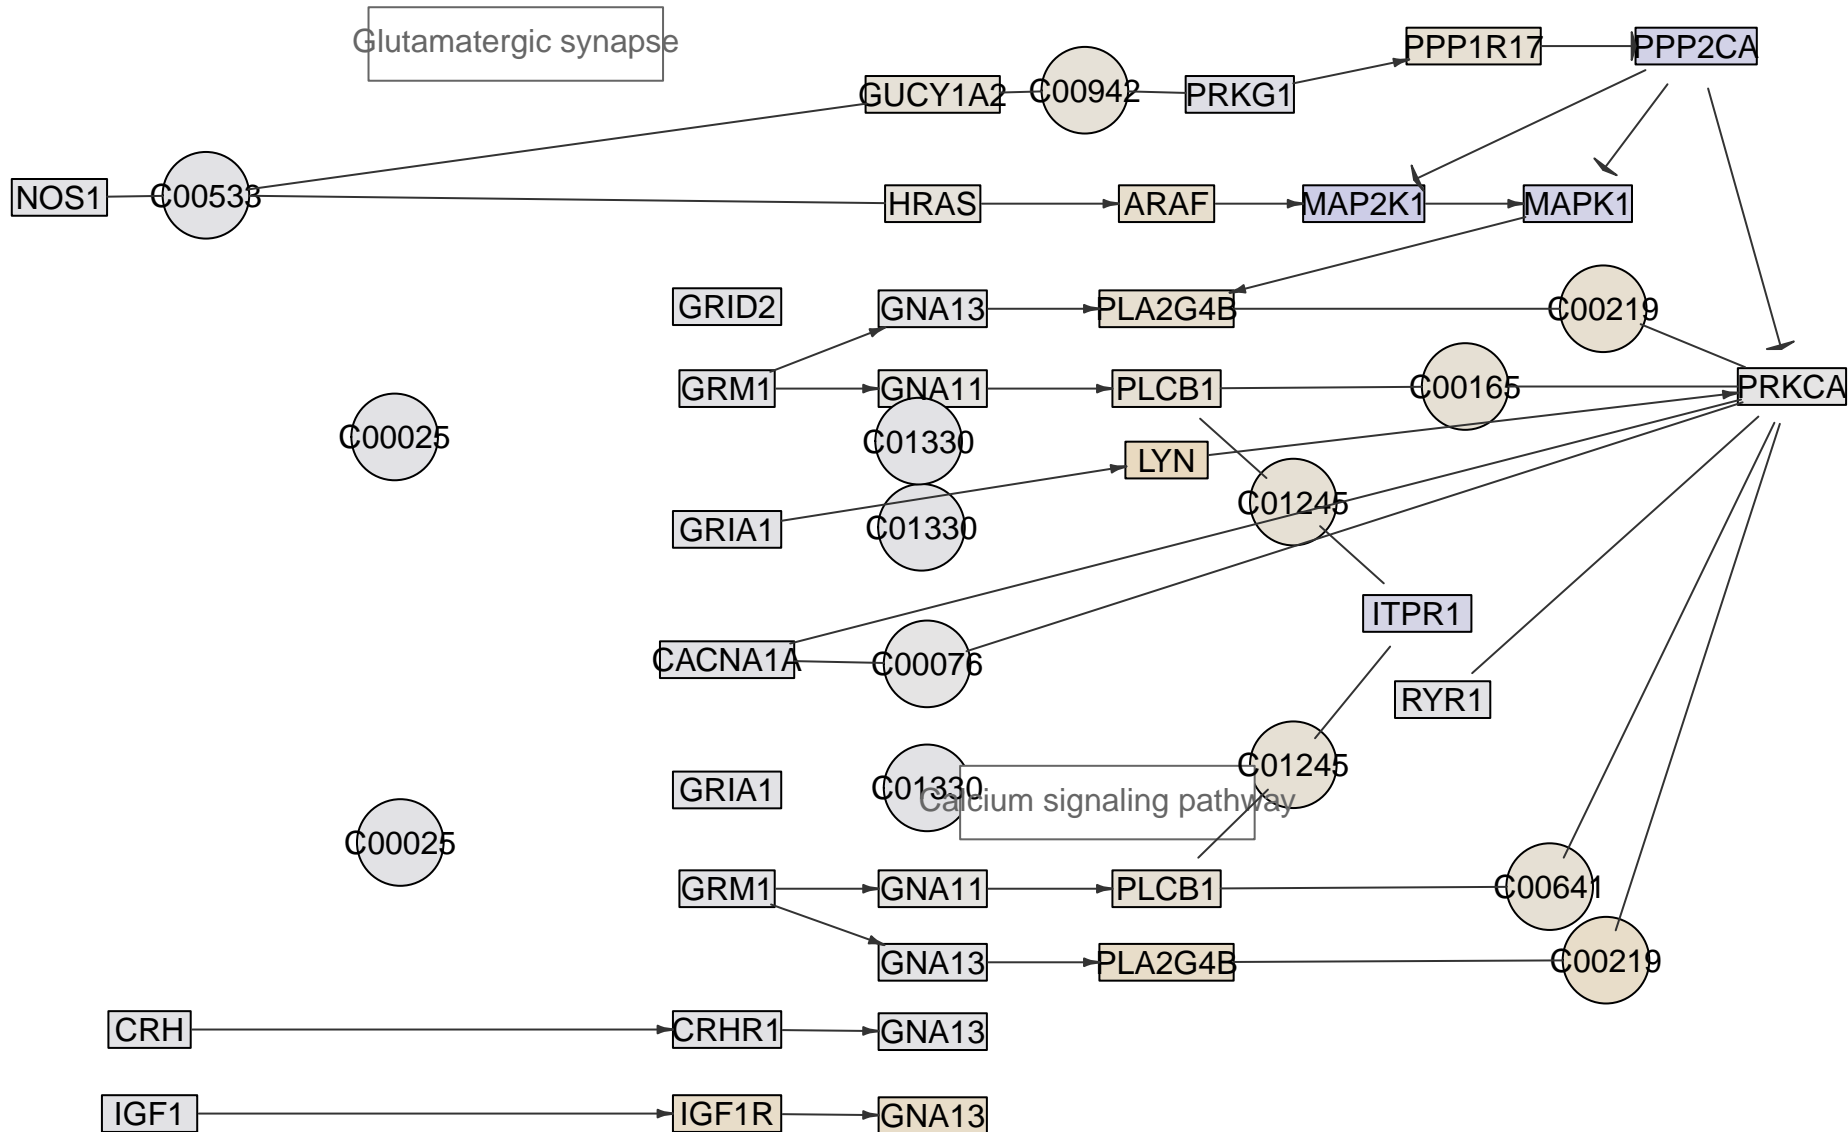 Glutamatergic synapse
PPP1R17
PPP2CA
GUCY1A2
C00942
PRKG1
NOS1
C00533
HRAS
ARAF
MAP2K1
MAPK1
GRID2
GNA13
PLA2G4B
C00219
GRM1
GNA11
PLCB1
C00165
PRKCA
C00025
C01330
LYN
C01245
GRIA1
C01330
ITPR1
CACNA1A
C00076
RYR1
C01245
GRIA1
C01330
Calcium signaling pathway
C00025
GRM1
GNA11
PLCB1
C00641
GNA13
PLA2G4B
C00219
CRH
CRHR1
GNA13
IGF1
IGF1R
GNA13